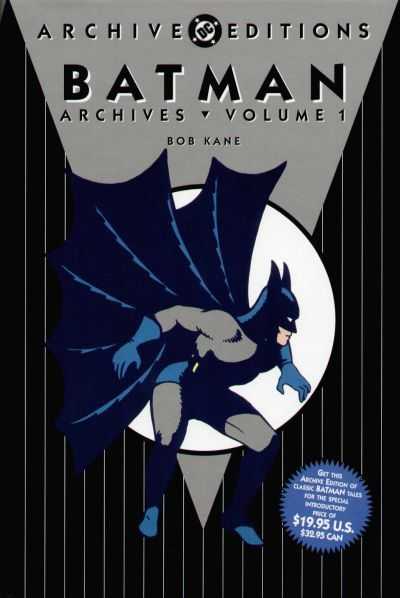 ARCHIVE DC EDITIONS
BATMAN
ARCHIVES ▾ VOLUME 1
BOB KANE
GET THIS
ARCHIVE EDITION OF
CLASSIC BATMAN TALES
FOR THE SPECIAL
INTRODUCTORY
PRICE OF
$19.95 U.S.
$32.95 CAN